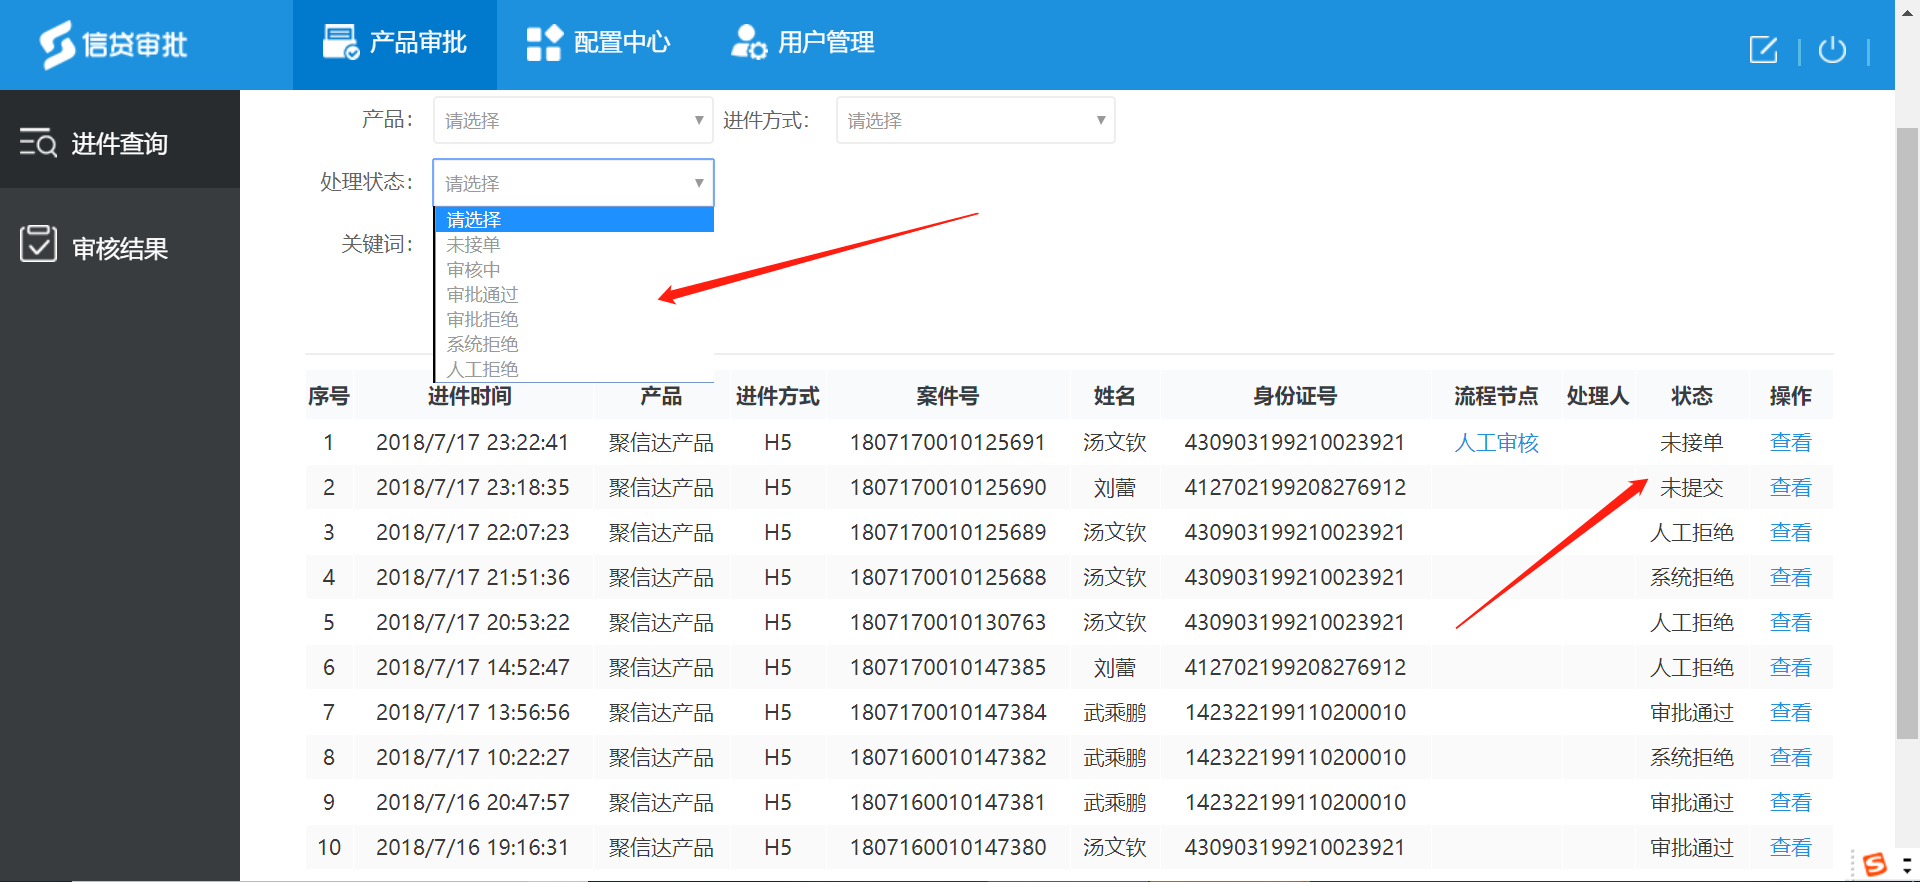 信贷审批 产品审批 配置中心 用户管理
进件查询
审核结果
产品： 请选择 进件方式： 请选择
处理状态： 请选择
请选择
未接单
关键词：
审核中
审批通过
审批拒绝
系统拒绝
人工拒绝
序号 进件时间 产品 进件方式 案件号 姓名 身份证号 流程节点 处理人 状态 操作
1 2018/7/17 23:22:41 聚信达产品 H5 1807170010125691 汤文钦 430903199210023921 人工审核 未接单 查看
2 2018/7/17 23:18:35 聚信达产品 H5 1807170010125690 刘蕾 412702199208276912 未提交 查看
3 2018/7/17 22:07:23 聚信达产品 H5 1807170010125689 汤文钦 430903199210023921 人工拒绝 查看
4 2018/7/17 21:51:36 聚信达产品 H5 1807170010125688 汤文钦 430903199210023921 系统拒绝 查看
5 2018/7/17 20:53:22 聚信达产品 H5 1807170010130763 汤文钦 430903199210023921 人工拒绝 查看
6 2018/7/17 14:52:47 聚信达产品 H5 1807170010147385 刘蕾 412702199208276912 人工拒绝 查看
7 2018/7/17 13:56:56 聚信达产品 H5 1807170010147384 武乘鹏 142322199110200010 审批通过 查看
8 2018/7/17 10:22:27 聚信达产品 H5 1807160010147382 武乘鹏 142322199110200010 系统拒绝 查看
9 2018/7/16 20:47:57 聚信达产品 H5 1807160010147381 武乘鹏 142322199110200010 审批通过 查看
10 2018/7/16 19:16:31 聚信达产品 H5 1807160010147380 汤文钦 430903199210023921 审批通过 查看